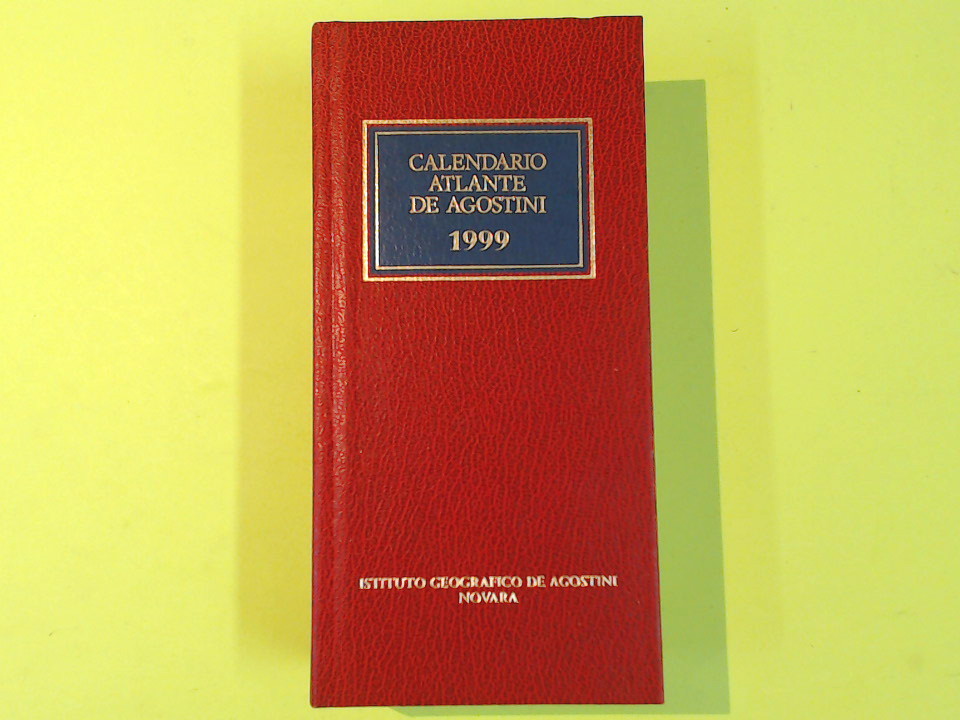 CALENDARIO
ATLANTE
DE AGOSTINI
1999
ISTITUTO GEOGRAFICO DE AGOSTINI
NOVARA